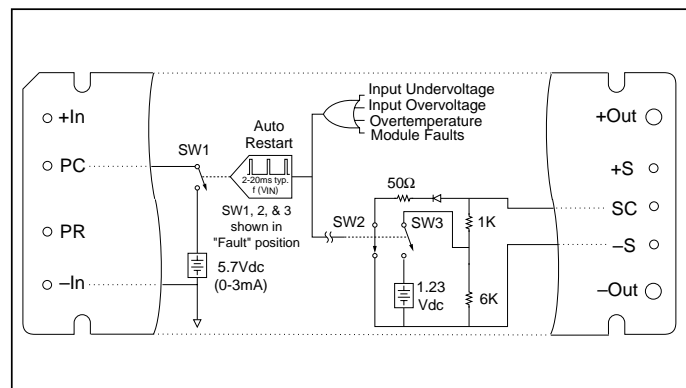 Input Undervoltage
Input Overvoltage
Overtemperature
Module Faults
+In
+Out
Auto
Restart
SW1
PC
+S
2-20ms typ.
f (VIN)
50Ω
SW1, 2, & 3
shown in
"Fault" position
SW2
SW3
1K
SC
PR
–S
5.7Vdc
(0-3mA)
–In
1.23
Vdc
6K
–Out